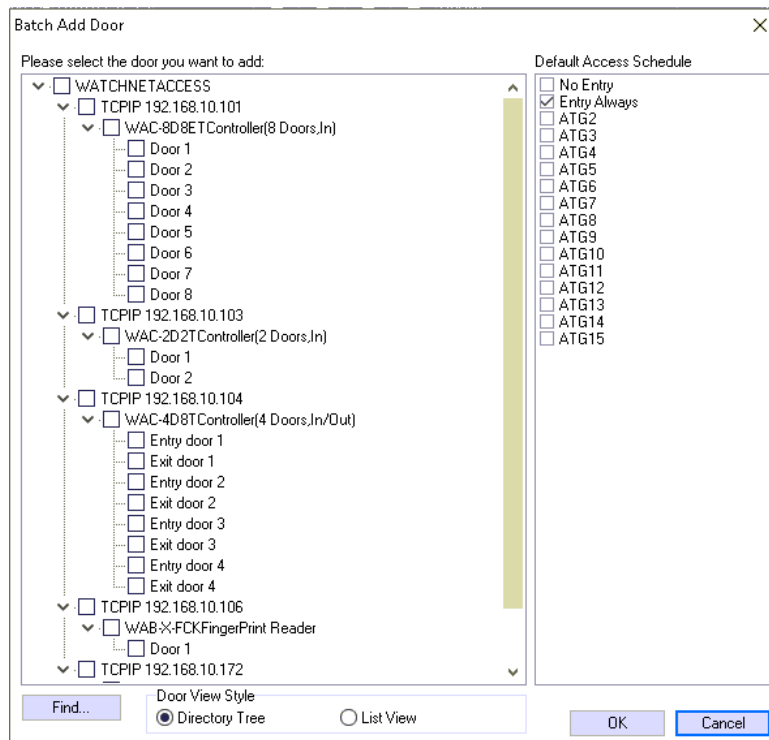 Batch Add Door
Please select the door you want to add:
WATCHNETACCESS
TCPIP 192.168.10.101
WAC-8D8ETController(8 Doors,In)
Door 1
Door 2
Door 3
Door 4
Door 5
Door 6
Door 7
Door 8
TCPIP 192.168.10.103
WAC-2D2TController(2 Doors,In)
Door 1
Door 2
TCPIP 192.168.10.104
WAC-4D8TController(4 Doors,In/Out)
Entry door 1
Exit door 1
Entry door 2
Exit door 2
Entry door 3
Exit door 3
Entry door 4
Exit door 4
TCPIP 192.168.10.106
WAB-X-FCKFingerPrint Reader
Door 1
TCPIP 192.168.10.172
Default Access Schedule
No Entry
Entry Always
ATG2
ATG3
ATG4
ATG5
ATG6
ATG7
ATG8
ATG9
ATG10
ATG11
ATG12
ATG13
ATG14
ATG15
Find...
Door View Style
Directory Tree
List View
OK
Cancel